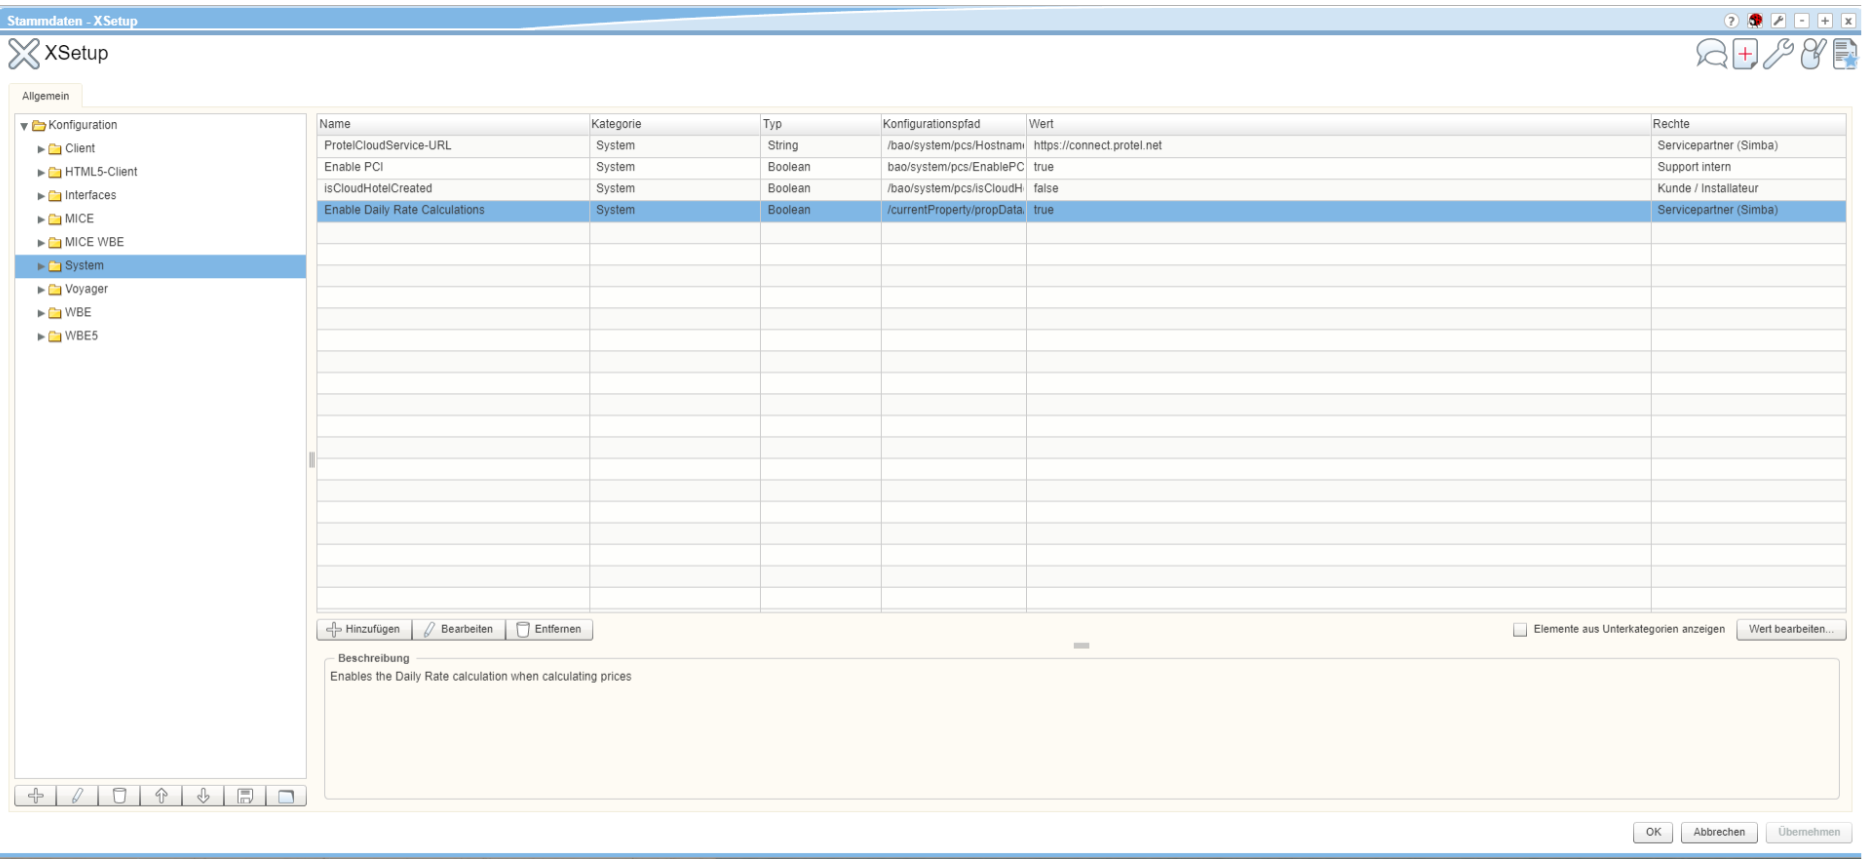 Stammdaten - XSetup
XSetup
Allgemein
Konfiguration
Client
HTML5-Client
Interfaces
MICE
MICE WBE
System
Voyager
WBE
WBE5
Name Kategorie Typ Konfigurationspfad Wert Rechte
ProtelCloudService-URL System String /bao/system/pcs/Hostnam https://connect.protel.net Servicepartner (Simba)
Enable PCI System Boolean bao/system/pcs/EnablePC true Support intern
isCloudHotelCreated System Boolean /bao/system/pcs/isCloudH false Kunde / Installateur
Enable Daily Rate Calculations System Boolean /currentProperty/propData true Servicepartner (Simba)
Hinzufügen Bearbeiten Entfernen Elemente aus Unterkategorien anzeigen Wert bearbeiten...
Beschreibung
Enables the Daily Rate calculation when calculating prices
OK Abbrechen Übernehmen